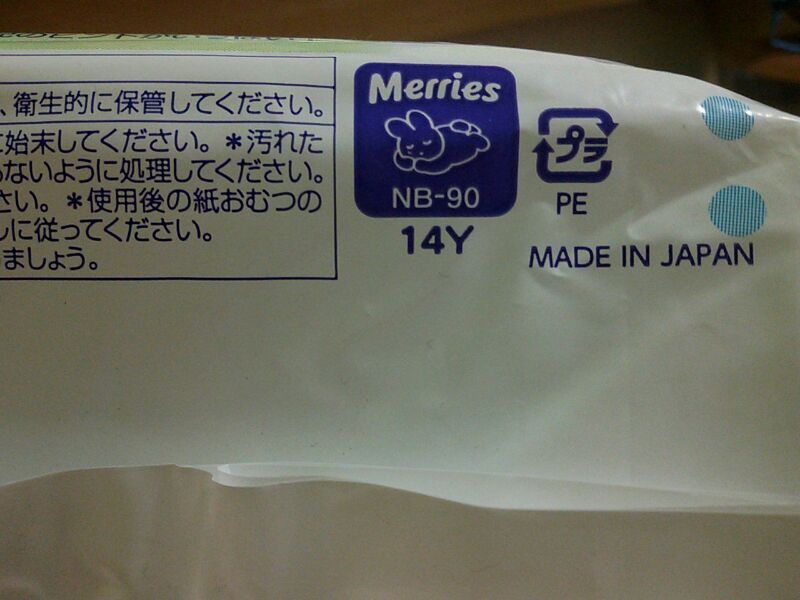 、衛生的に保管してください。
に始末してください。*汚れた
らないように処理してください。
さい。*使用後の紙おむつの
しに従ってください。
ましょう。
Merries
NB-90
14Y
プラ
PE
MADE IN JAPAN